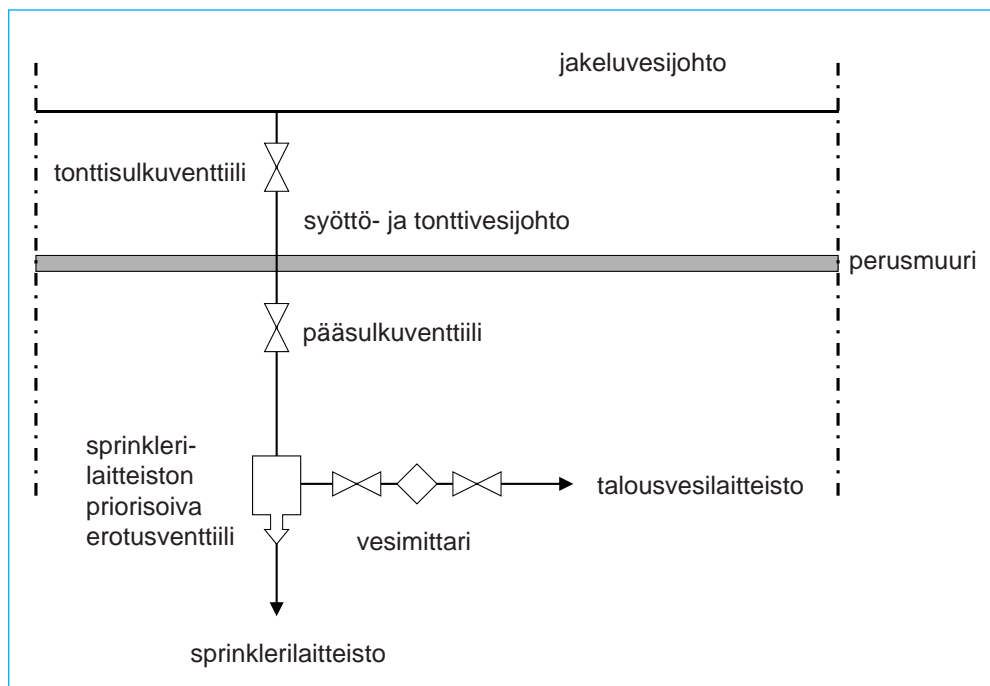 jakeluvesijohto
tonttisulkuventtiili
syöttö- ja tonttivesijohto
perusmuuri
pääsulkuventtiili
sprinkleri-
laitteiston
priorisoiva
erotusventtiili
talousvesilaitteisto
vesimittari
sprinklerilaitteisto